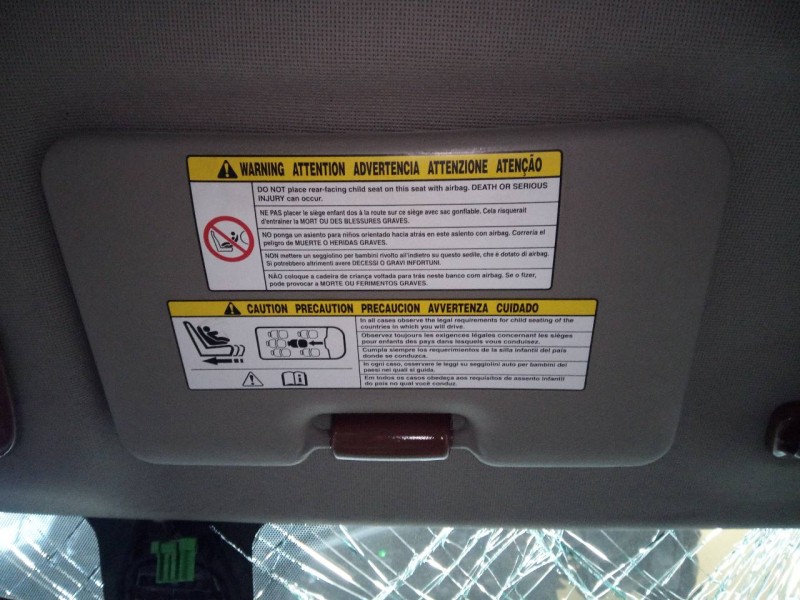 WARNING ATTENTION ADVERTENCIA ATTENZIONE ATENÇÃO
DO NOT place rear-facing child seat on this seat with airbag. DEATH OR SERIOUS
INJURY can occur.
NE PAS placer le siège enfant dos à la route sur ce siège avec sac gonflable. Cela risquerait
d'entraîner la MORT OU DES BLESSURES GRAVES.
NO ponga un asiento para niños orientado hacia atrás en este asiento con airbag. Correría el
peligro de MUERTE O HERIDAS GRAVES.
NON mettere un seggiolino per bambini rivolto all'indietro su questo sedile, che è dotato di airbag.
Si potrebbero altrimenti avere DECESSI O GRAVI INFORTUNI.
NÃO coloque a cadeira de criança voltada para trás neste banco com airbag. Se o fizer,
pode provocar a MORTE OU FERIMENTOS GRAVES.
CAUTION PRECAUTION PRECAUCION AVVERTENZA CUIDADO
In all cases observe the legal requirements for child seating of the
countries in which you will drive.
Observez toujours les exigences légales concernant les sièges
pour enfants des pays dans lesquels vous conduisez.
Cumpla siempre los requerimientos de la silla infantil del país
donde se conduzca.
In ogni caso, osservare le leggi su seggiolini auto per bambini dei
paesi nei quali si guida.
Em todos os casos obedeça aos requisitos de assento infantil
do país no qual você conduz.